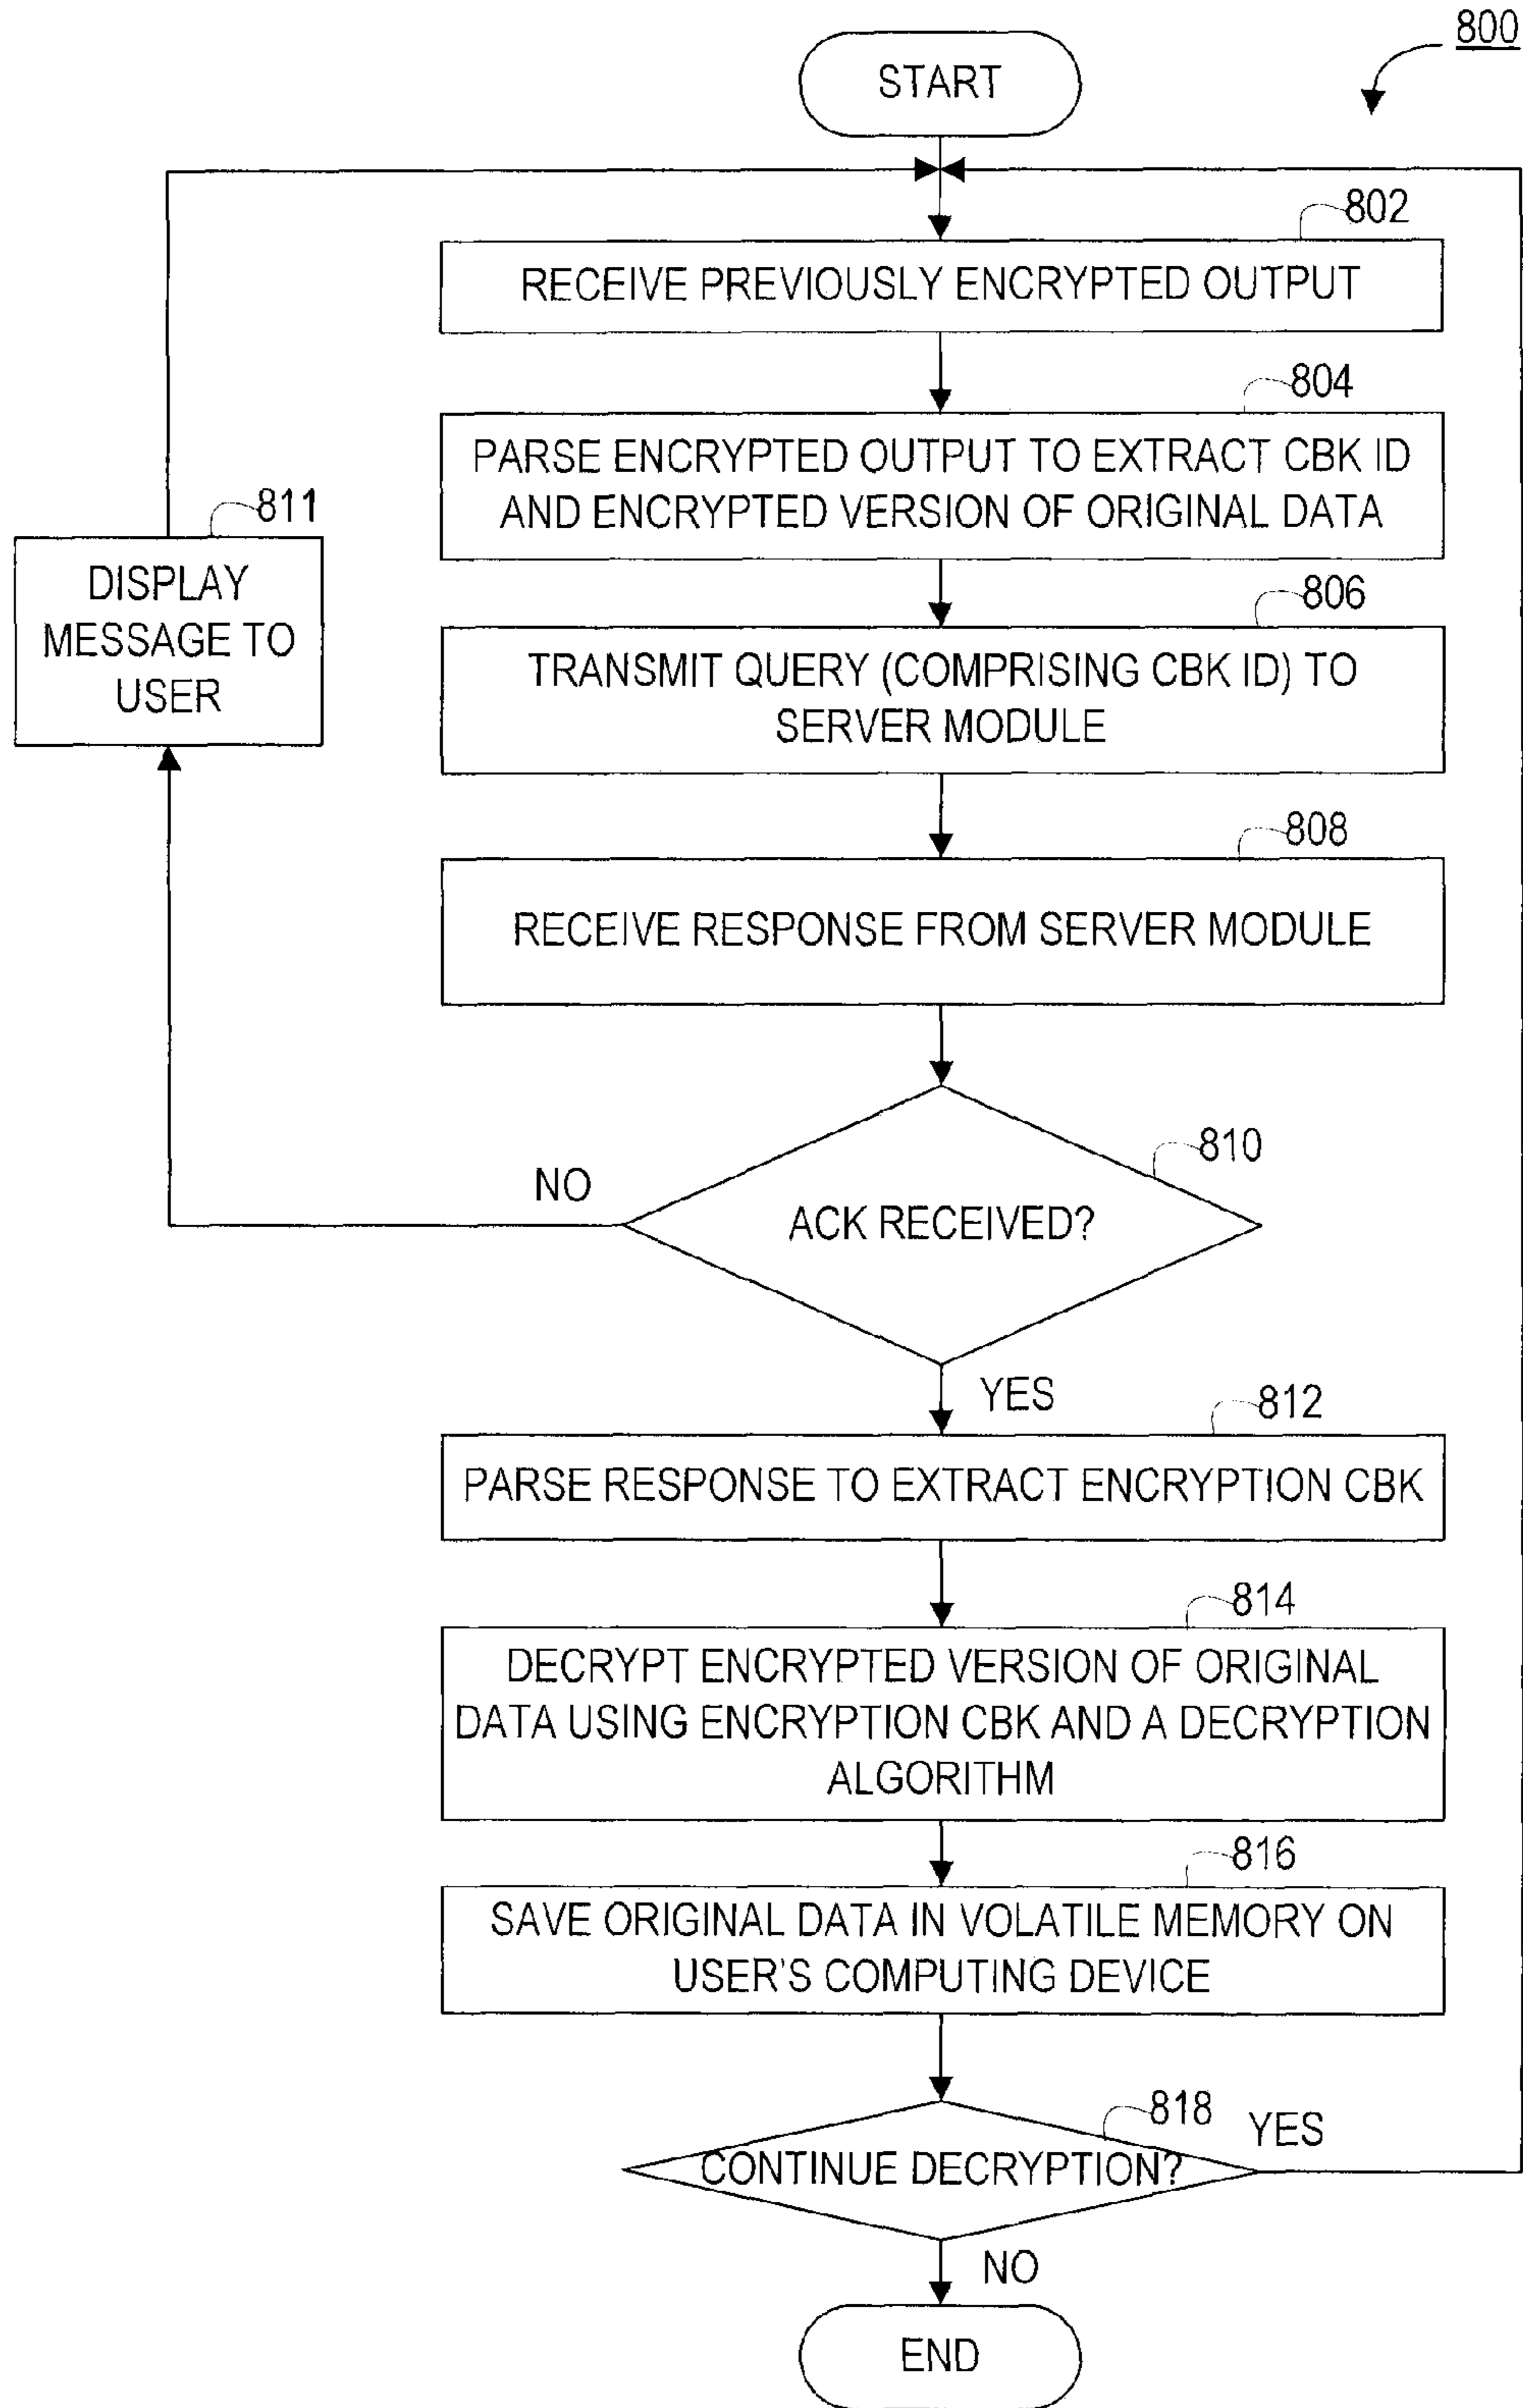 800
START
802
RECEIVE PREVIOUSLY ENCRYPTED OUTPUT
804
PARSE ENCRYPTED OUTPUT TO EXTRACT CBK ID
AND ENCRYPTED VERSION OF ORIGINAL DATA
811
DISPLAY
MESSAGE TO
USER
806
TRANSMIT QUERY (COMPRISING CBK ID) TO
SERVER MODULE
808
RECEIVE RESPONSE FROM SERVER MODULE
810
NO
ACK RECEIVED?
YES
812
PARSE RESPONSE TO EXTRACT ENCRYPTION CBK
814
DECRYPT ENCRYPTED VERSION OF ORIGINAL
DATA USING ENCRYPTION CBK AND A DECRYPTION
ALGORITHM
816
SAVE ORIGINAL DATA IN VOLATILE MEMORY ON
USER'S COMPUTING DEVICE
818
YES
CONTINUE DECRYPTION?
NO
END